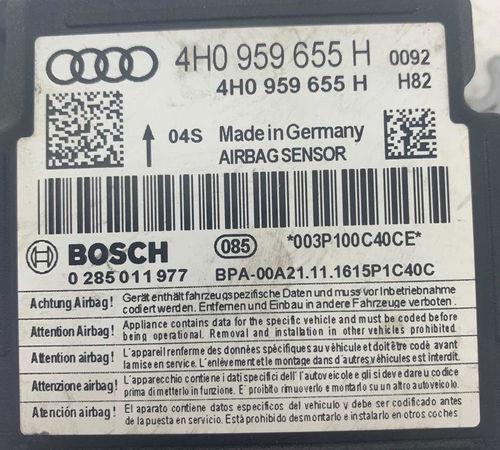 4H0 959 655 H 0092
4H0 959 655 H H82
04S Made in Germany
AIRBAG SENSOR
BOSCH 085 *003P100C40CE*
0 285 011 977 BPA-00A21.11.1615P1C40C
Achtung Airbag! Gerät enthält fahrzeugspezifische Daten und muss vor Inbetriebnahme
codiert werden. Entfernen und Einbau in andere Fahrzeuge verboten.
Attention Airbag! Appliance contains data for the specific vehicle and must be coded before
being operational. Removal and installation in other vehicles prohibited.
Attention airbag! L'appareil renferme des données spécifiques au véhicule et doit être codé avant
la mise en service. L'enlèvement et le montage dans d'autres véhicules est interdit.
Attenzione airbag! L'apparecchio contiene i dati specifici dell' l'autoveicolo e gli si deve dare u codice
prima di metterlo in funzione. E' proibito rimuoverlo e montarlo su un altro autoveicolo.
Atención airbag! El aparato contiene datos específicos del vehículo y debe ser codificado antes
de la puesta en servicio. Está prohibido desmontarlo e instalarlo en otros coches